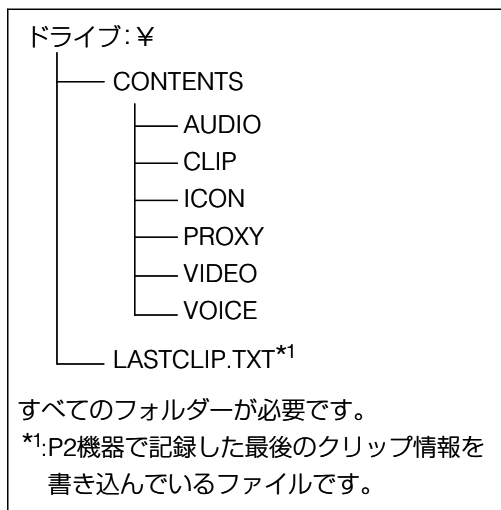 ドライブ:¥
CONTENTS
AUDIO
CLIP
ICON
PROXY
VIDEO
VOICE
LASTCLIP.TXT*1
すべてのフォルダーが必要です。
*1:P2機器で記録した最後のクリップ情報を
書き込んでいるファイルです。